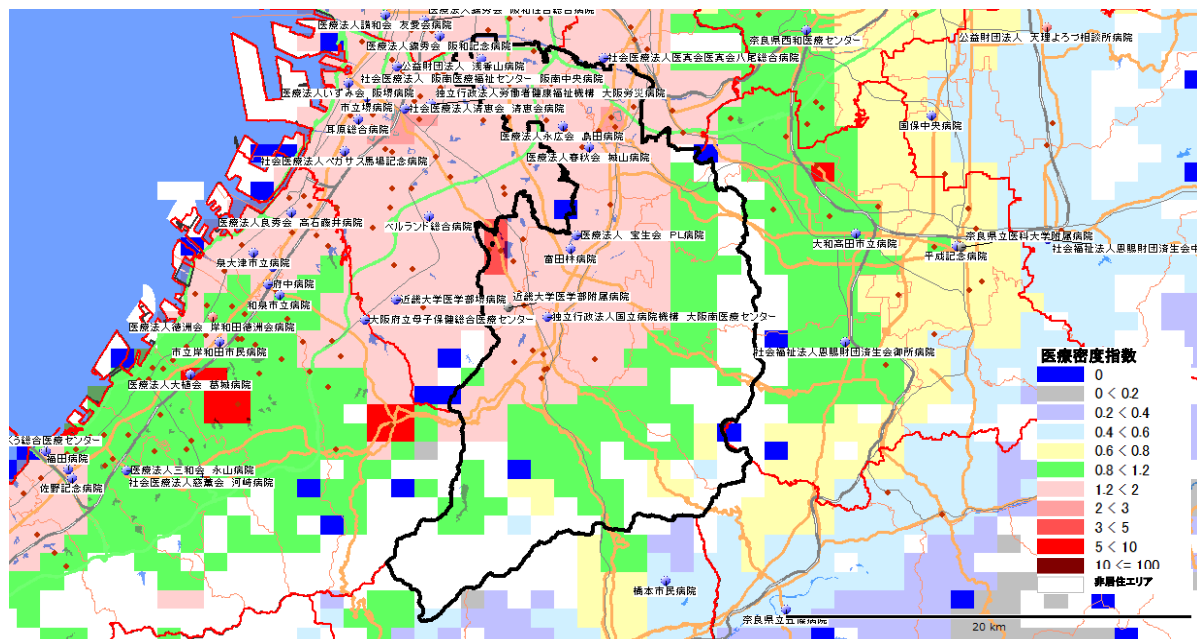 医療法人錦秀会 阪和住吉総合病院
医療法人讃和会 友愛会病院
医療法人錦秀会 阪和記念病院
奈良県西和医療センター
公益財団法人 天理よろづ相談所病院
公益財団法人 浅香山病院
社会医療法人医真会医真会八尾総合病院
社会医療法人 阪南医療福祉センター 阪南中央病院
医療法人いずみ会 阪堺病院
独立行政法人労働者健康福祉機構 大阪労災病院
市立堺病院
社会医療法人清恵会 清恵会病院
耳原総合病院
医療法人永広会 島田病院
国保中央病院
医療法人春秋会 城山病院
社会医療法人ペガサス馬場記念病院
医療法人良秀会 高石藤井病院
ベルランド総合病院
医療法人 宝生会 PL病院
奈良県立医科大学附属病院
大和高田市立病院
富田林病院
平成記念病院
社会福祉法人恩賜財団済生会中
泉大津市立病院
府中病院
和泉市立病院
近畿大学医学部堺病院
近畿大学医学部附属病院
医療法人徳洲会 岸和田徳洲会病院
大阪府立母子保健総合医療センター
独立行政法人国立病院機構 大阪南医療センター
市立岸和田市民病院
社会福祉法人恩賜財団済生会御所病院
医療法人大植会 葛城病院
くう総合医療センター
福田病院
医療法人三和会 永山病院
佐野記念病院
社会医療法人慈薫会 河崎病院
橋本市民病院
奈良県立五條病院
医療密度指数
0
0 < 0.2
0.2 < 0.4
0.4 < 0.6
0.6 < 0.8
0.8 < 1.2
1.2 < 2
2 < 3
3 < 5
5 < 10
10 <= 100
非居住エリア
20 km